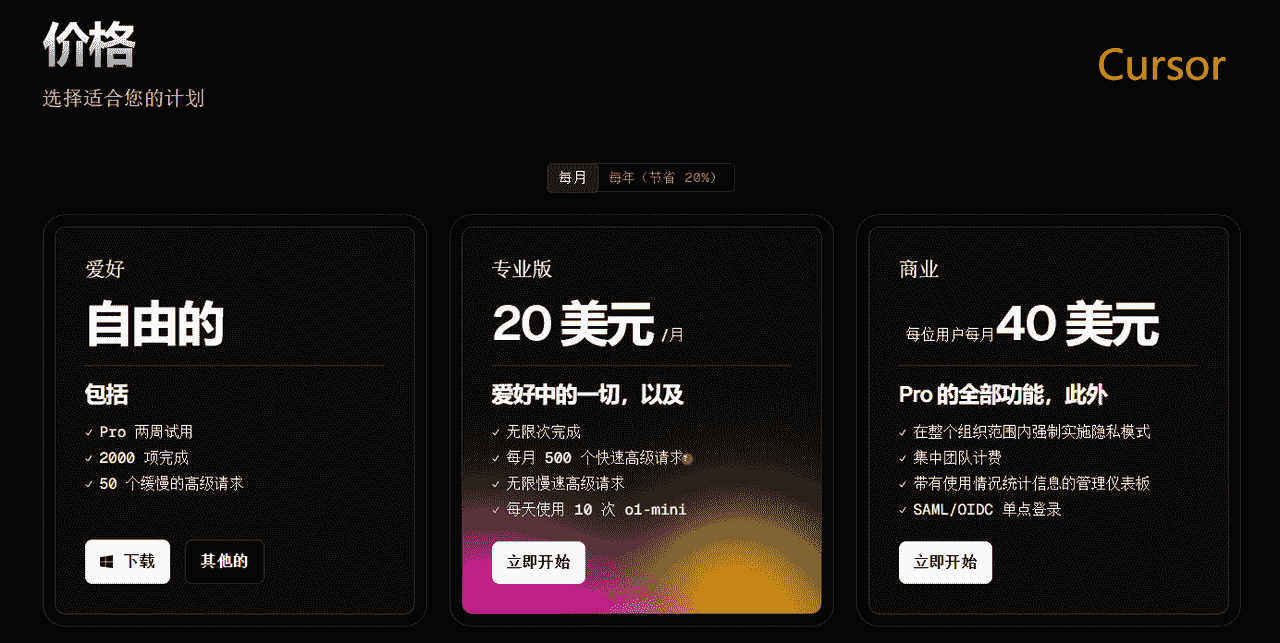 价格
Cursor
选择适合您的计划
每月 每年（节省 20%）
爱好
自由的
包括
✓ Pro 两周试用
✓ 2000 项完成
✓ 50 个缓慢的高级请求
下载 其他的
专业版
20 美元 /月
爱好中的一切，以及
✓ 无限次完成
✓ 每月 500 个快速高级请求
✓ 无限慢速高级请求
✓ 每天使用 10 次 o1-mini
立即开始
商业
每位用户每月40 美元
Pro 的全部功能，此外
✓ 在整个组织范围内强制实施隐私模式
✓ 集中团队计费
✓ 带有使用情况统计信息的管理仪表板
✓ SAML/OIDC 单点登录
立即开始